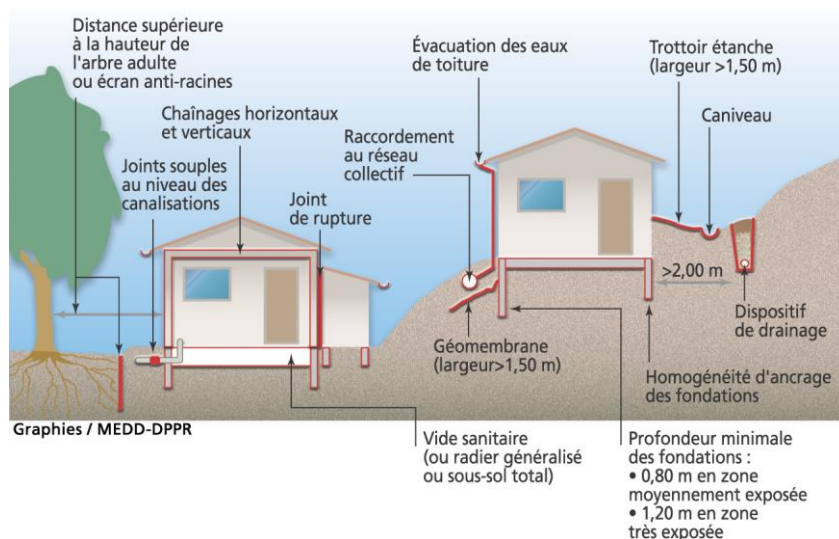 Distance supérieure
à la hauteur de
l'arbre adulte
ou écran anti-racines
Chaînages horizontaux
et verticaux
Joints souples
au niveau des
canalisations
Joint
de rupture
Évacuation des eaux
de toiture
Raccordement
au réseau
collectif
Trottoir étanche
(largeur >1,50 m)
Caniveau
>2,00 m
Dispositif
de drainage
Géomembrane
(largeur>1,50 m)
Homogénéité d'ancrage
des fondations
Graphies / MEDD-DPPR
Vide sanitaire
(ou radier généralisé
ou sous-sol total)
Profondeur minimale
des fondations :
• 0,80 m en zone
moyennement exposée
• 1,20 m en zone
très exposée